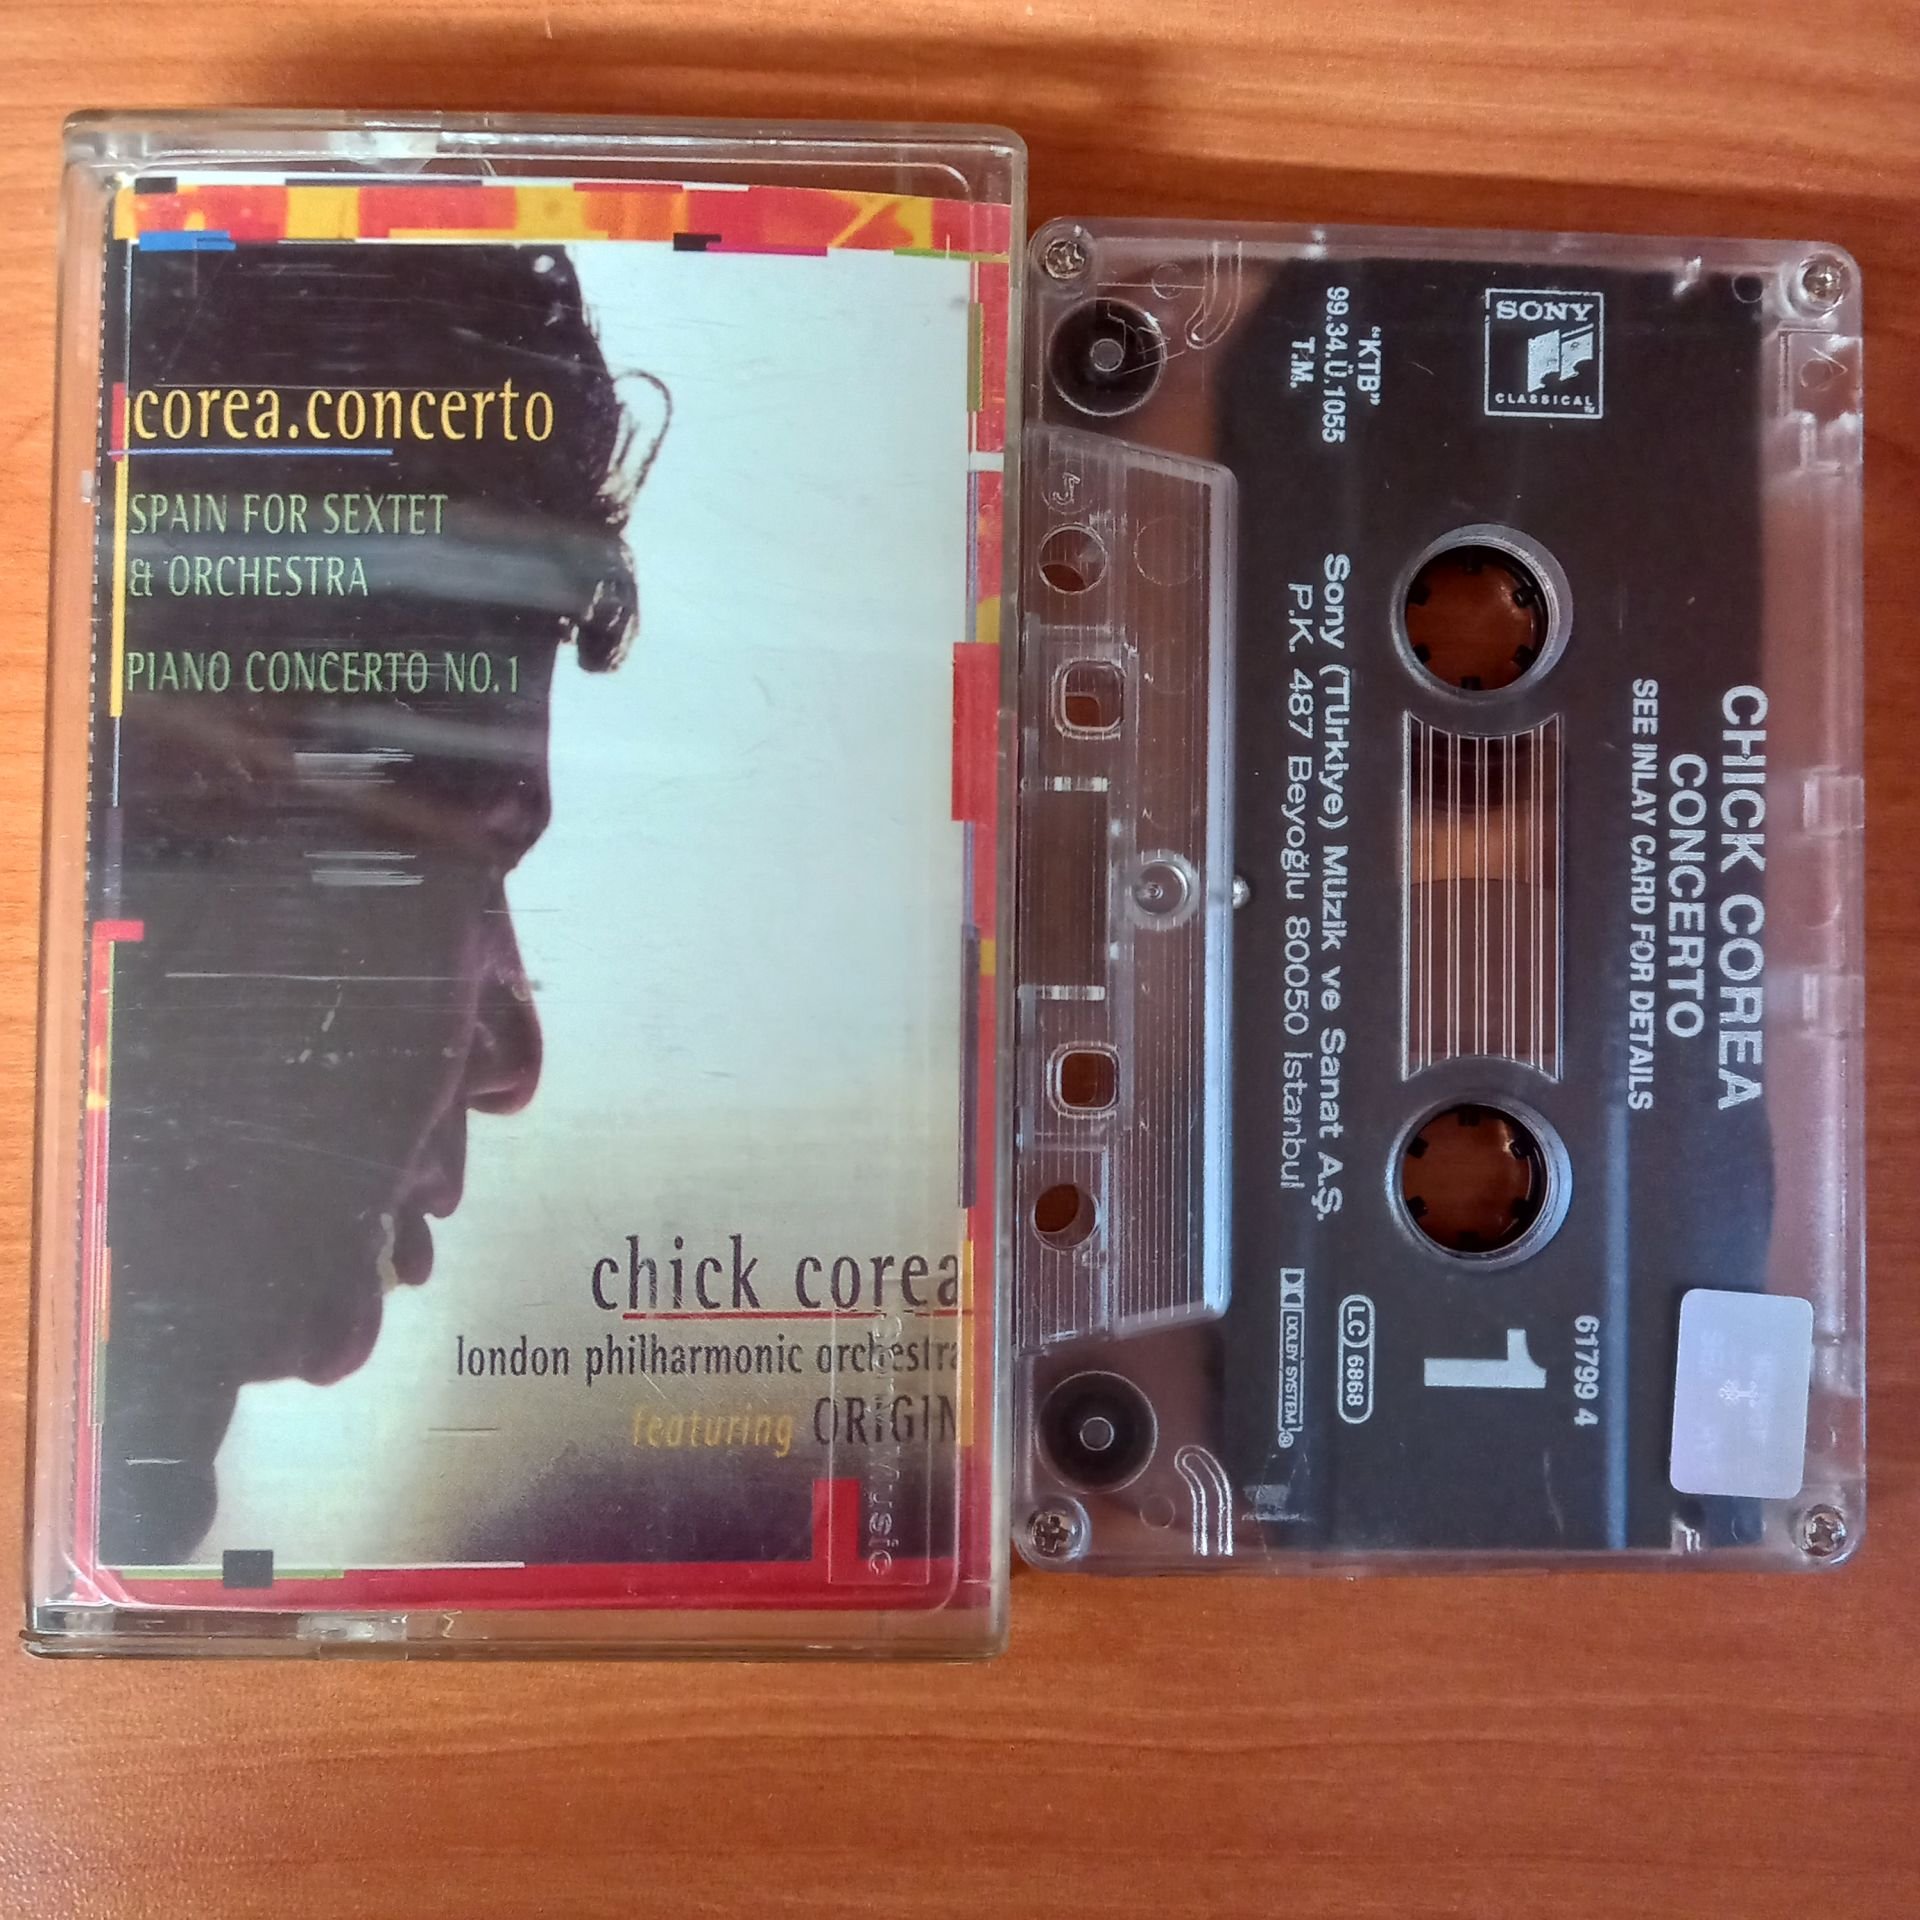 corea.concerto
SPAIN FOR SEXTET
& ORCHESTRA
PIANO CONCERTO NO.1
chick corea
london philharmonic orchestra
featuring ORIGIN
Music
CHICK COREA
CONCERTO
SEE INLAY CARD FOR DETAILS
SONY
CLASSICAL
"KTB"
99.34.Ü.1055
T.M.
Sony (Türkiye) Müzik ve Sanat A.Ş.
P.K. 487 Beyoğlu 80050 İstanbul
61799 4
1
LC 6868
DOLBY SYSTEM